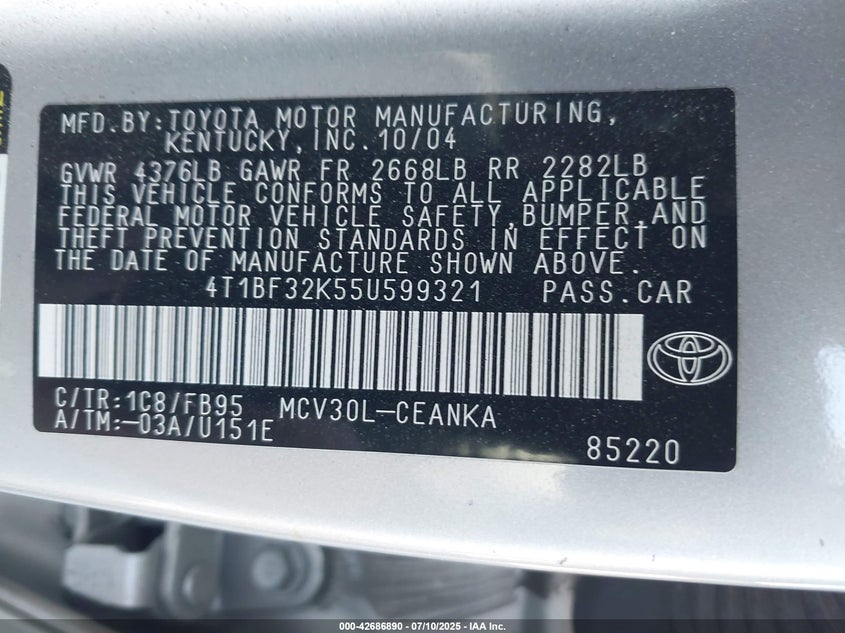 MFD.BY:TOYOTA MOTOR MANUFACTURING,
KENTUCKY,INC.10/04
GVWR 4376LB GAWR FR 2668LB RR 2282LB
THIS VEHICLE CONFORMS TO ALL APPLICABLE
FEDERAL MOTOR VEHICLE SAFETY,BUMPER,AND
THEFT PREVENTION STANDARDS IN EFFECT ON
THE DATE OF MANUFACTURE SHOWN ABOVE.
4T1BF32K55U599321 PASS.CAR
C/TR:1C8/FB95 MCV30L-CEANKA
A/TM:-03A/U151E
85220
000-42686890 / 07/10/2025 - IAA Inc.